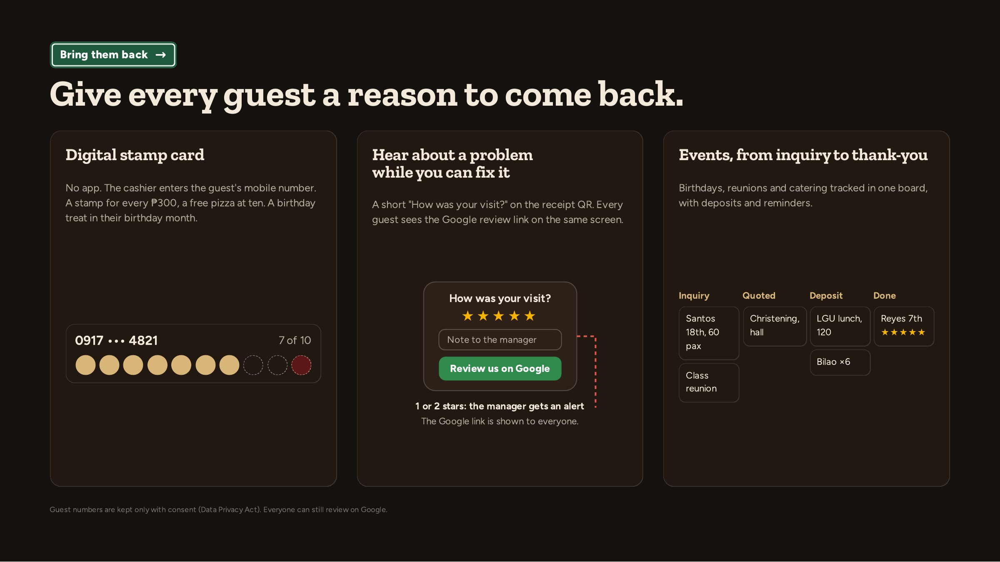 Bring them back →
Give every guest a reason to come back.
Digital stamp card
No app. The cashier enters the guest's mobile number.
A stamp for every ₱300, a free pizza at ten. A birthday
treat in their birthday month.
0917 ••• 4821
7 of 10
Hear about a problem
while you can fix it
A short "How was your visit?" on the receipt QR. Every
guest sees the Google review link on the same screen.
How was your visit?
★★★★★
Note to the manager
Review us on Google
1 or 2 stars: the manager gets an alert
The Google link is shown to everyone.
Events, from inquiry to thank-you
Birthdays, reunions and catering tracked in one board,
with deposits and reminders.
Inquiry
Santos
18th, 60
pax
Class
reunion
Quoted
Christening,
hall
Deposit
LGU lunch,
120
Bilao ×6
Done
Reyes 7th
★★★★★
Guest numbers are kept only with consent (Data Privacy Act). Everyone can still review on Google.